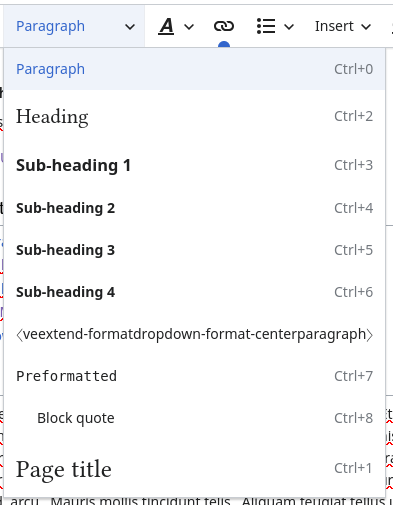 Paragraph A Insert
Paragraph Ctrl+0
Heading Ctrl+2
Sub-heading 1 Ctrl+3
Sub-heading 2 Ctrl+4
Sub-heading 3 Ctrl+5
Sub-heading 4 Ctrl+6
⧼veextend-formatdropdown-format-centerparagraph⧽
Preformatted Ctrl+7
Block quote Ctrl+8
Page title Ctrl+1
arcu. Mauris mollis tincidunt felis. Aliquam feugiat tellus